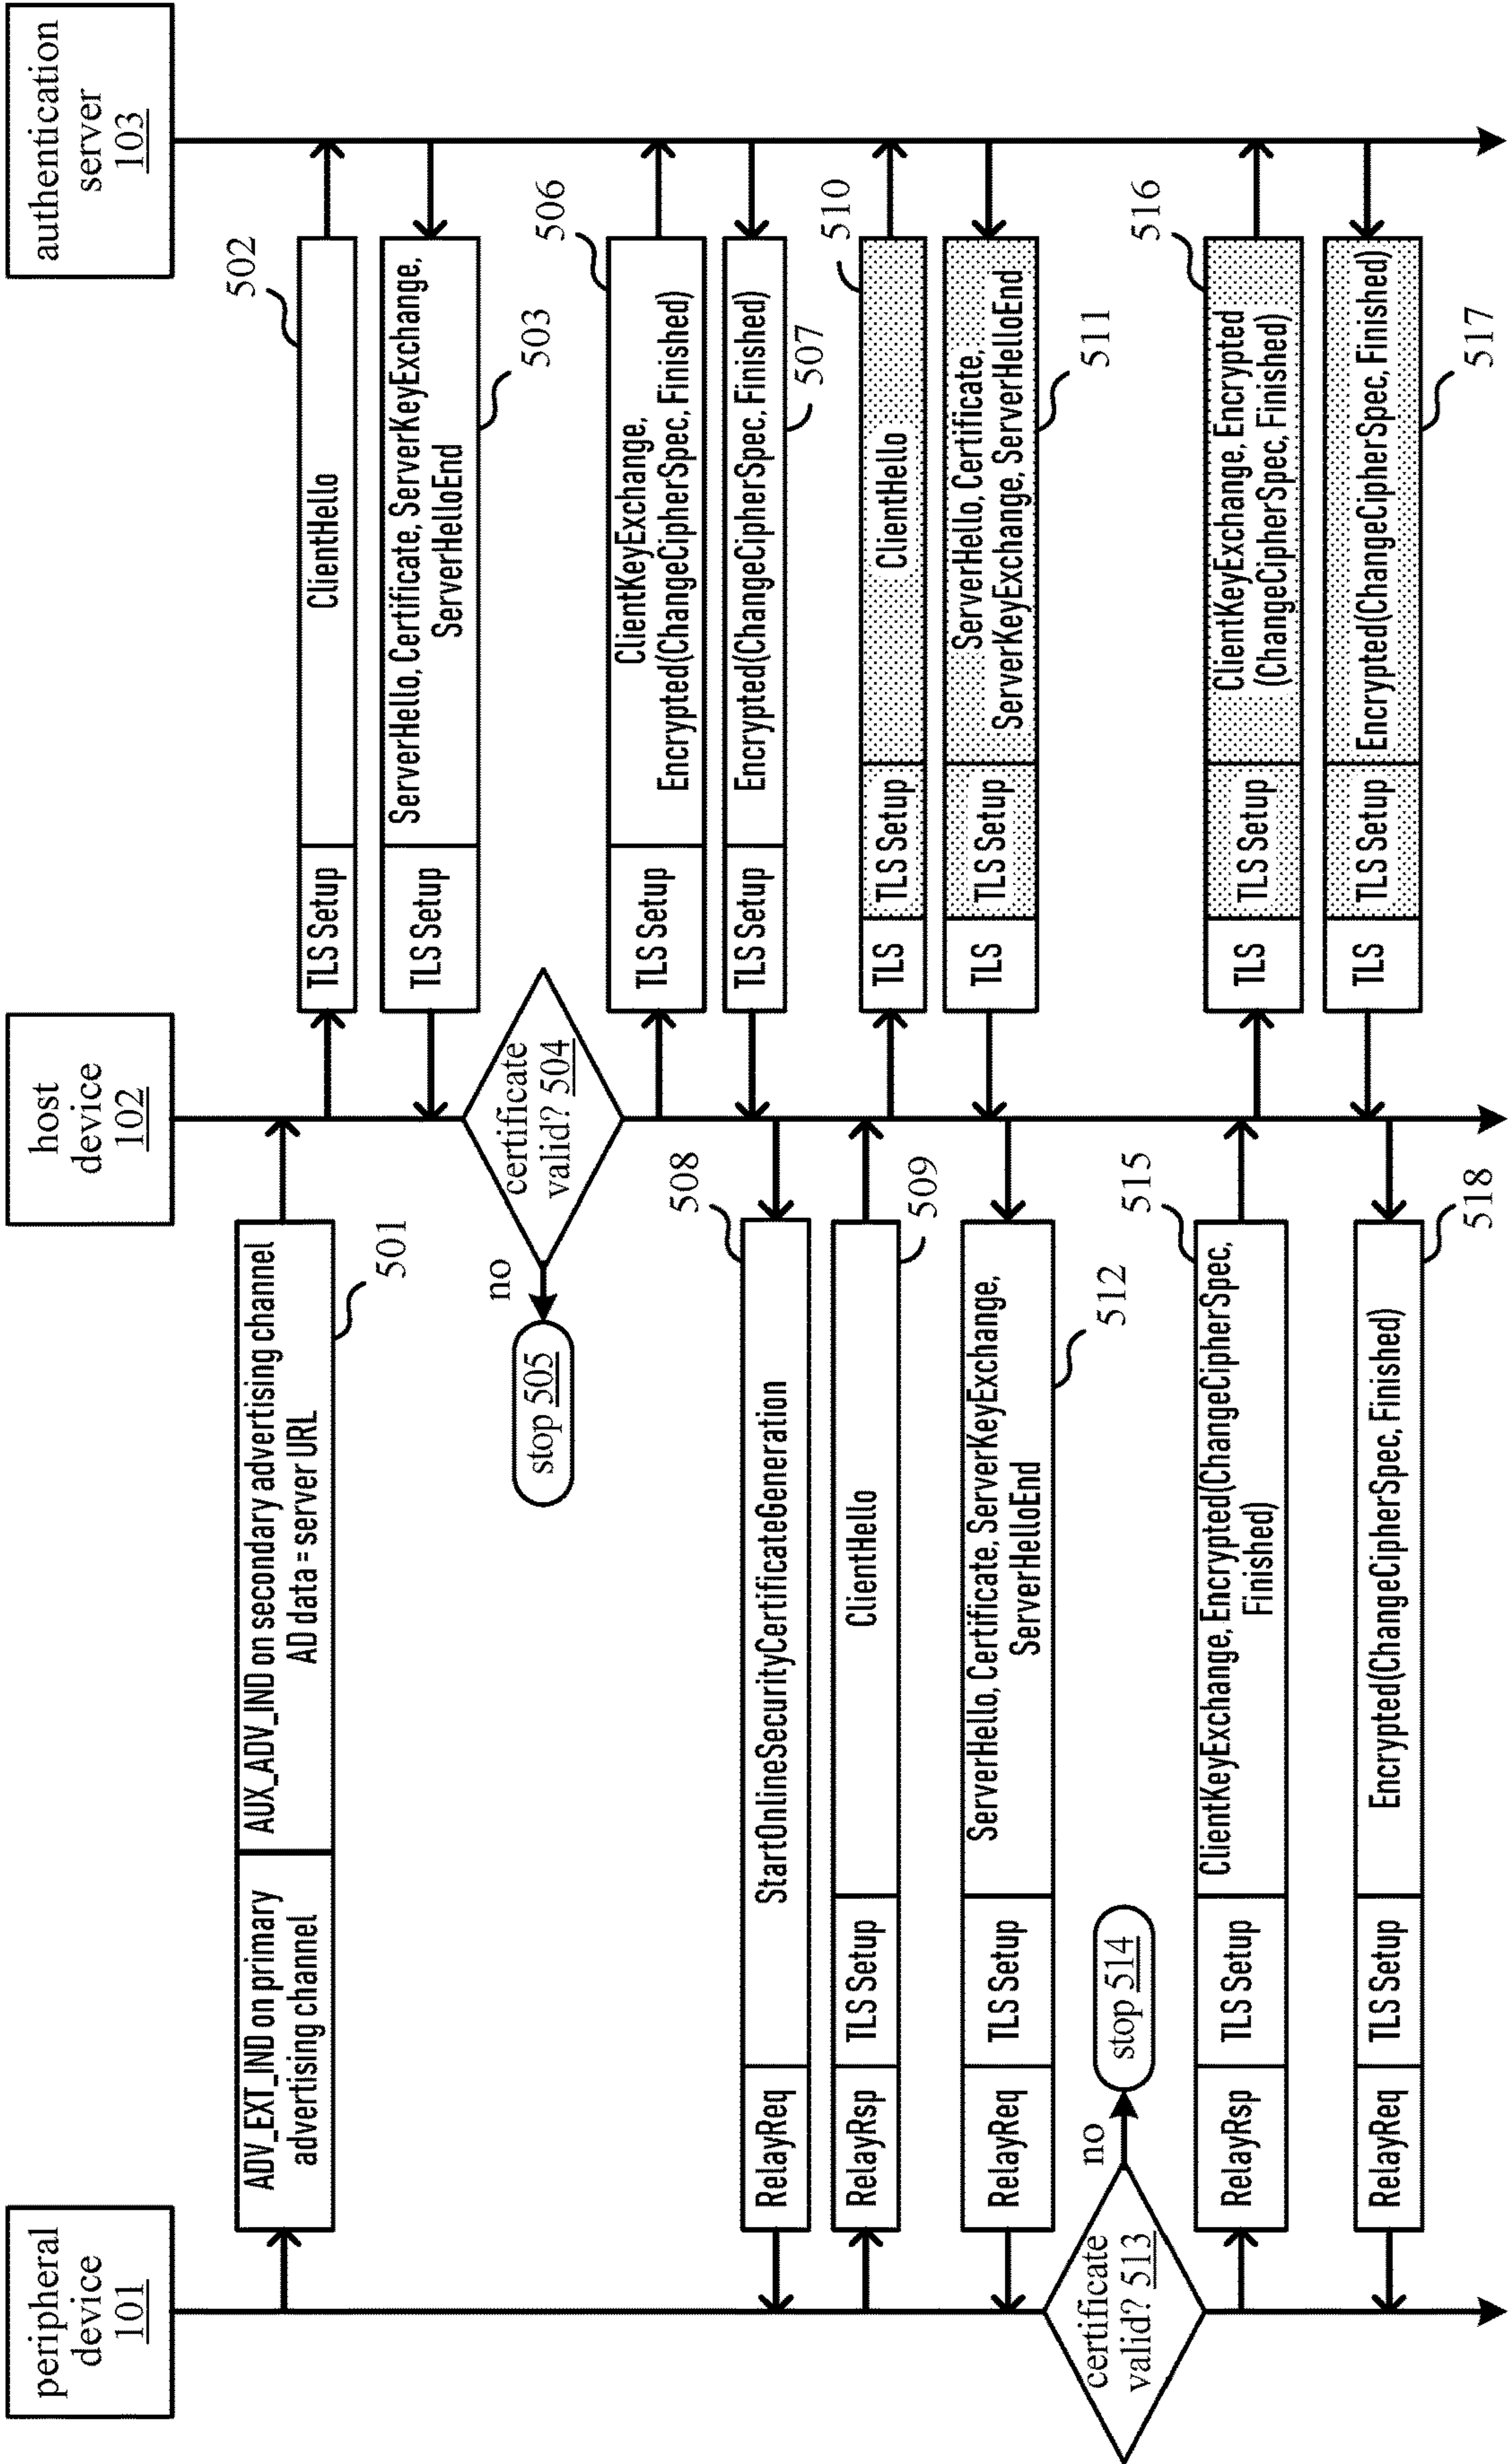 peripheral
device
101
host
device
102
authentication
server
103
ADV_EXT_IND on primary
advertising channel
AUX_ADV_IND on secondary advertising channel
AD data = server URL
501
TLS Setup
ClientHello
502
TLS Setup
ServerHello, Certificate, ServerKeyExchange,
ServerHelloEnd
503
certificate
valid? 504
no
stop 505
TLS Setup
ClientKeyExchange,
Encrypted(ChangeCipherSpec, Finished)
506
TLS Setup
Encrypted(ChangeCipherSpec, Finished)
507
RelayReq
StartOnlineSecurityCertificateGeneration
508
RelayRsp
TLS Setup
ClientHello
509
TLS
TLS Setup
ClientHello
510
TLS
TLS Setup
ServerHello, Certificate,
ServerKeyExchange, ServerHelloEnd
511
RelayReq
TLS Setup
ServerHello, Certificate, ServerKeyExchange,
ServerHelloEnd
512
certificate
valid? 513
no
stop 514
RelayRsp
TLS Setup
ClientKeyExchange, Encrypted(ChangeCipherSpec,
Finished)
515
TLS
TLS Setup
ClientKeyExchange, Encrypted
(ChangeCipherSpec, Finished)
516
TLS
TLS Setup
Encrypted(ChangeCipherSpec, Finished)
517
RelayReq
TLS Setup
Encrypted(ChangeCipherSpec, Finished)
518